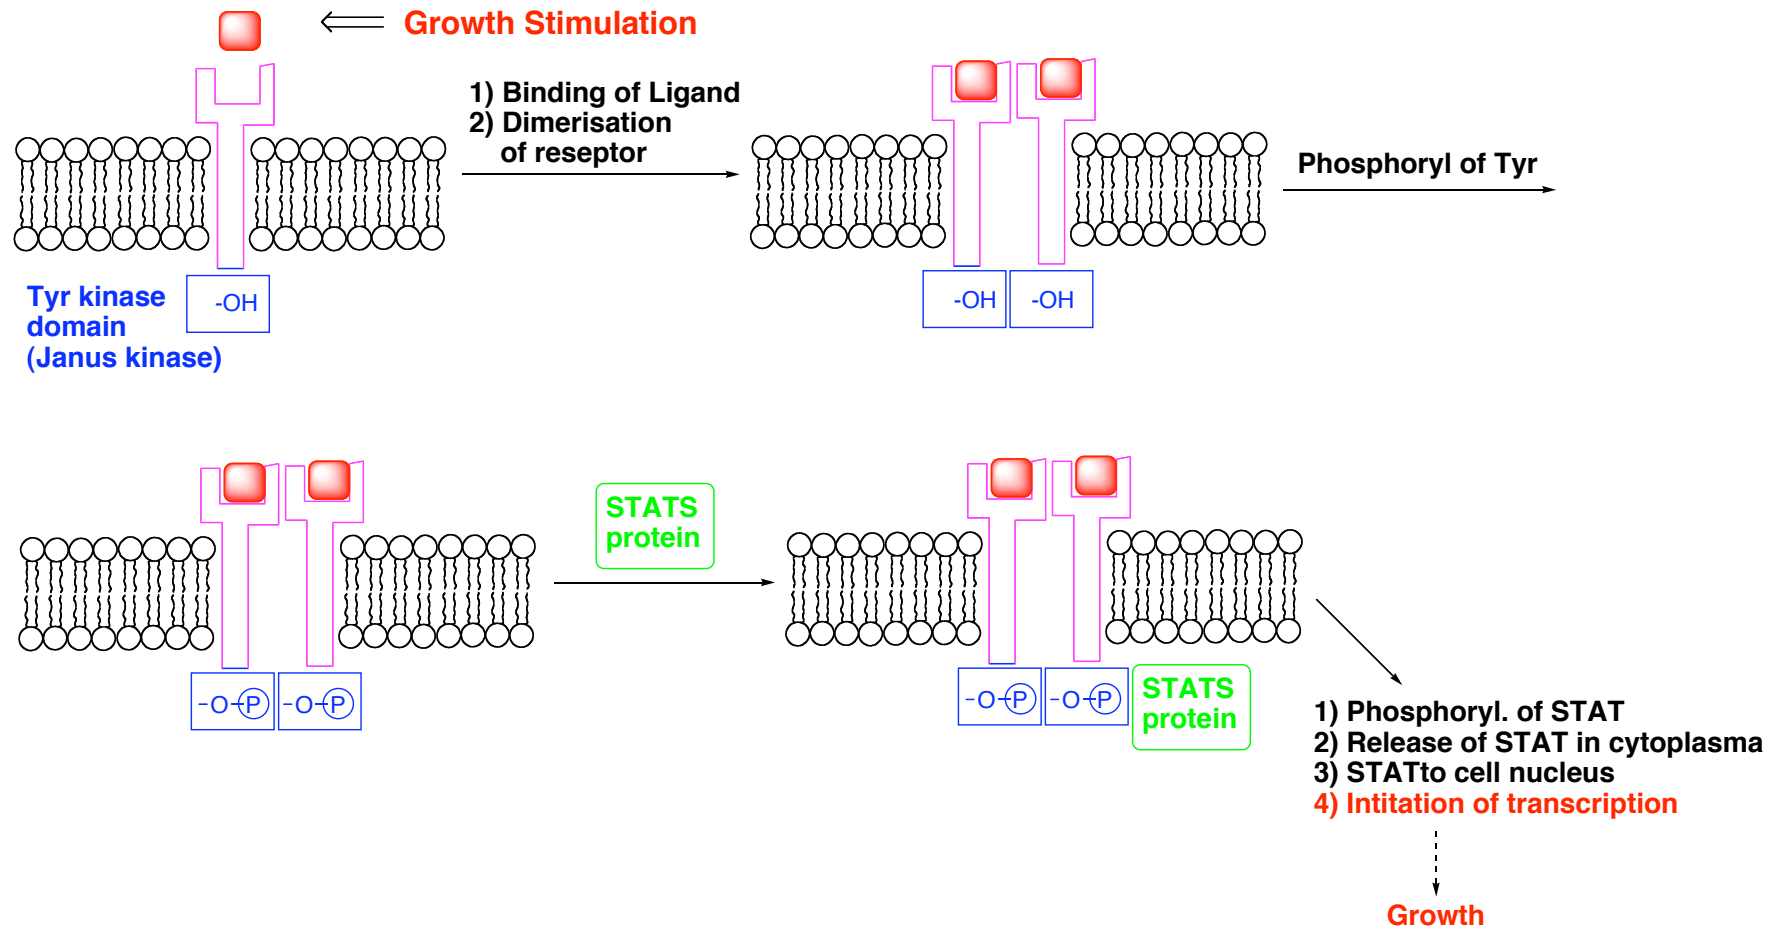 Growth Stimulation
1) Binding of Ligand
2) Dimerisation
of reseptor
Phosphoryl of Tyr
Tyr kinase
domain
(Janus kinase)
-OH
-OH
-OH
STATS
protein
-O-P
-O-P
-O-P
-O-P
STATS
protein
1) Phosphoryl. of STAT
2) Release of STAT in cytoplasma
3) STATto cell nucleus
4) Intitation of transcription
Growth